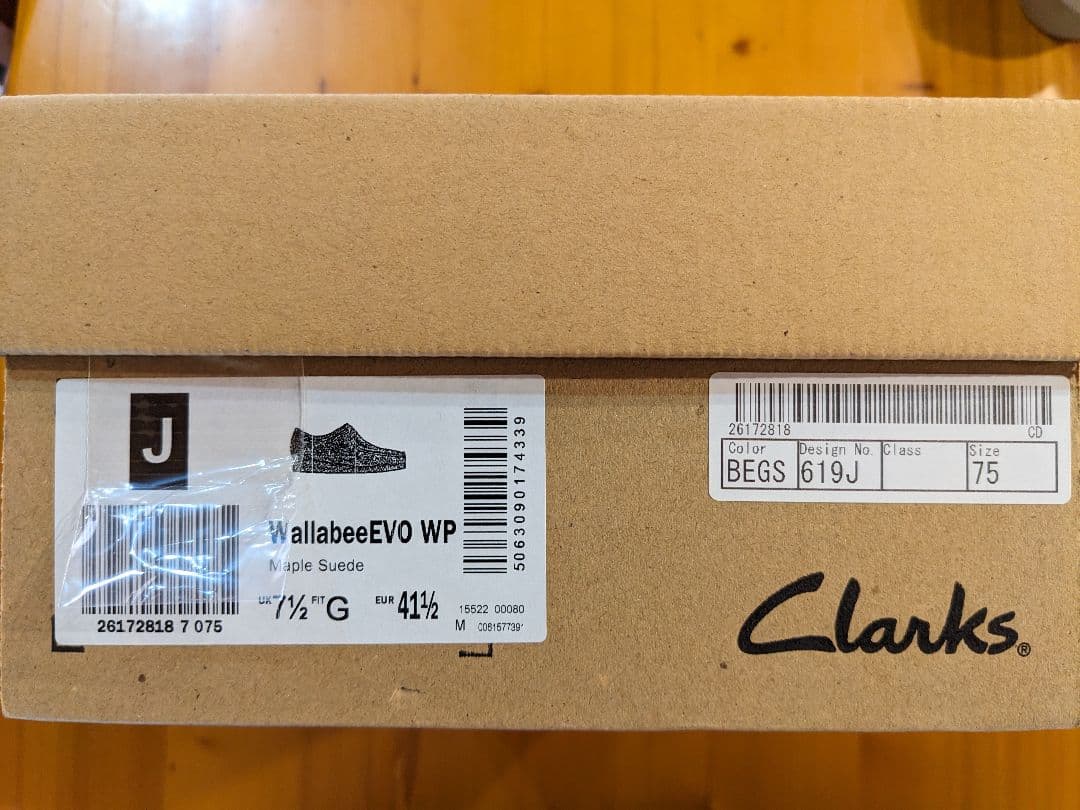 J
WallabeeEVO WP
Maple Suede
UK 7½ FIT G EUR 41½
15522 00080
M
26172818 7 075
5063090174339
26172818
CD
Color Design No. Class Size
BEGS 619J 75
Clarks®